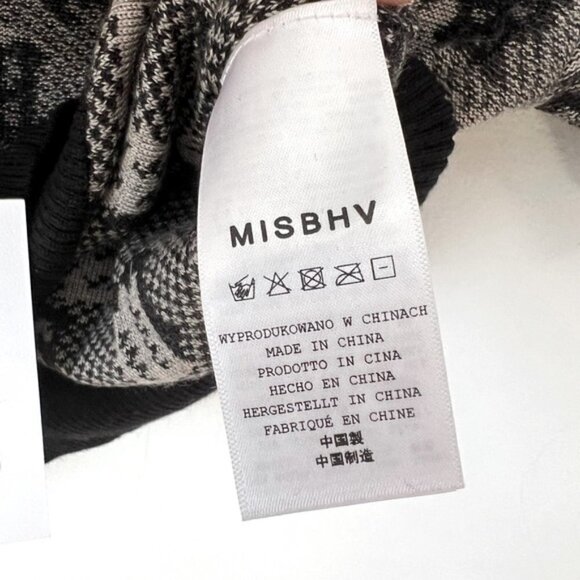 MISBHV
WYPRODUKOWANO W CHINACH
MADE IN CHINA
PRODOTTO IN CINA
HECHO EN CHINA
HERGESTELLT IN CHINA
FABRIQUÉ EN CHINE
中国製
中国制造